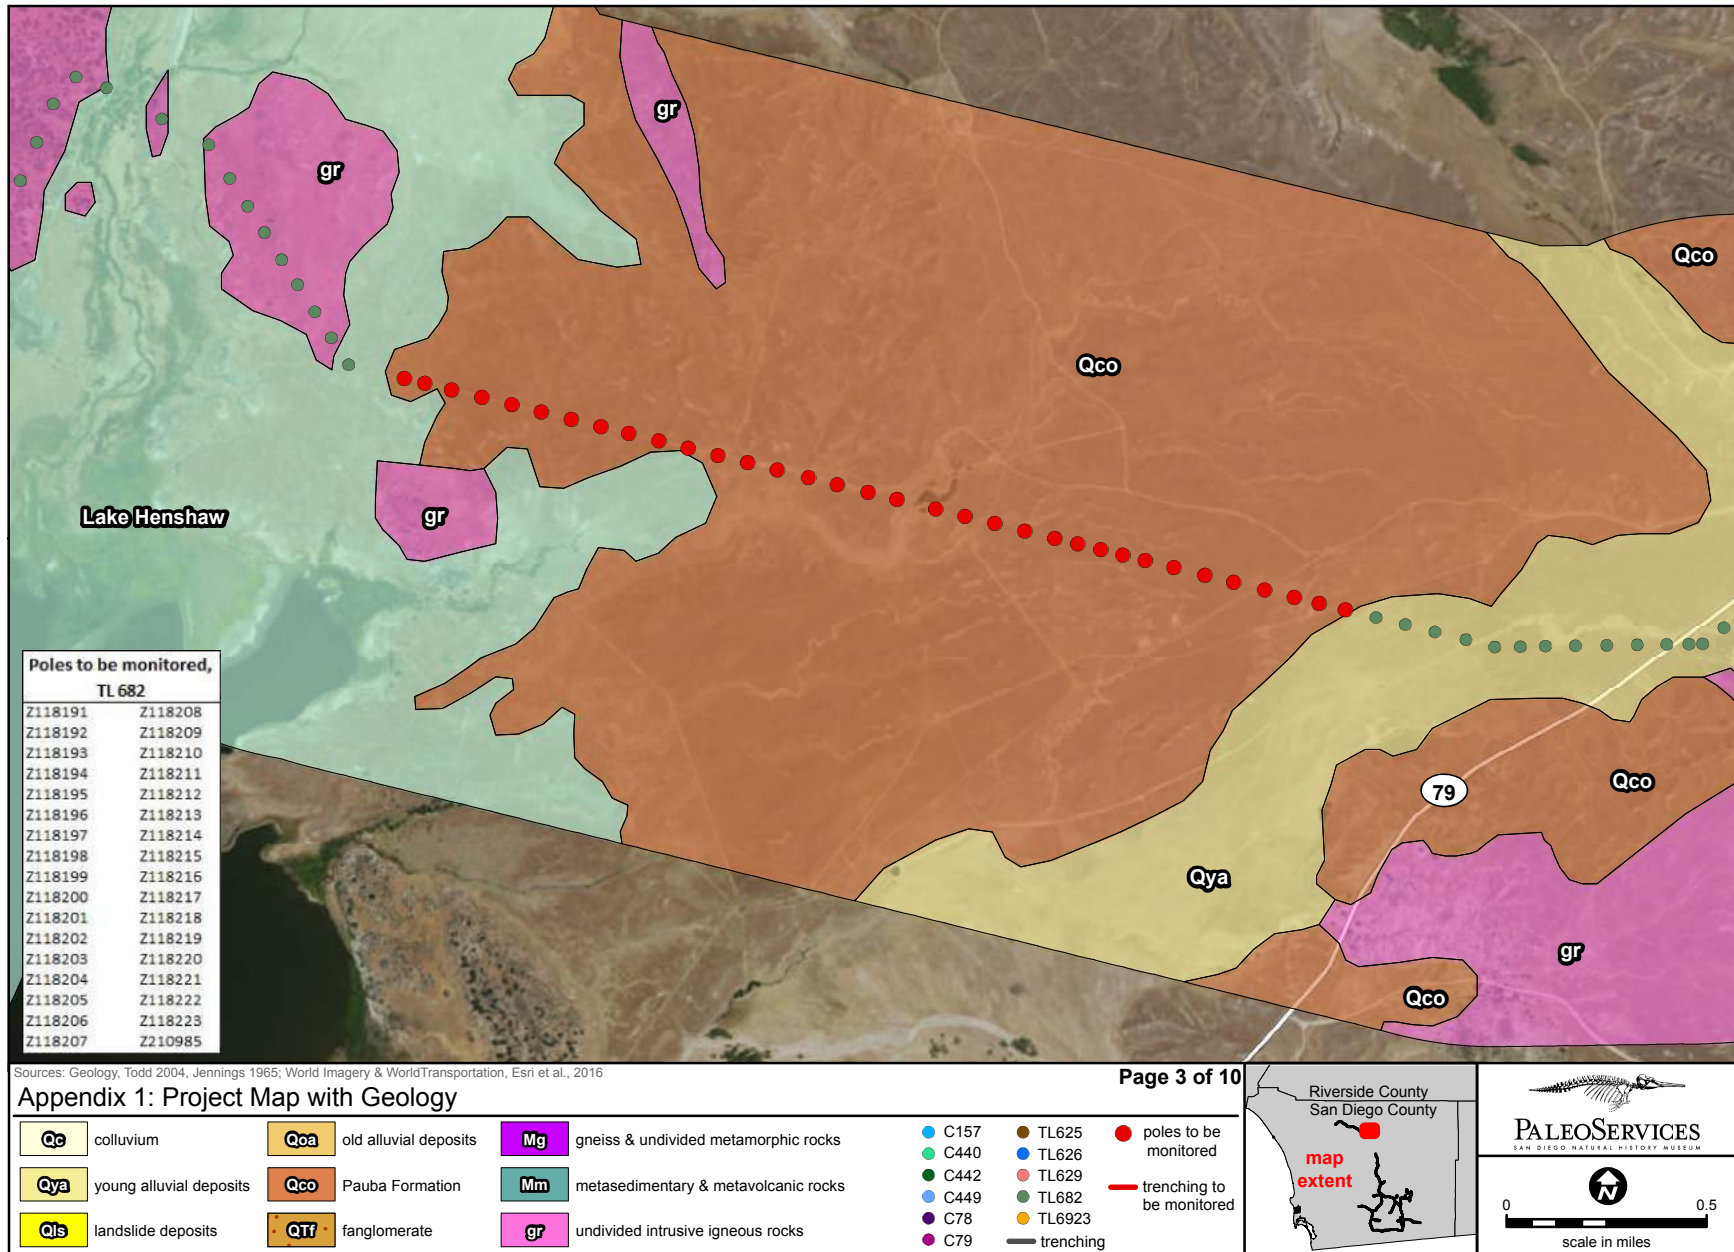 gr
gr
Qco
Qco
Lake Henshaw
gr
Qco
79
Qya
gr
Qco
Poles to be monitored,
TL 682
Z118191 Z118208
Z118192 Z118209
Z118193 Z118210
Z118194 Z118211
Z118195 Z118212
Z118196 Z118213
Z118197 Z118214
Z118198 Z118215
Z118199 Z118216
Z118200 Z118217
Z118201 Z118218
Z118202 Z118219
Z118203 Z118220
Z118204 Z118221
Z118205 Z118222
Z118206 Z118223
Z118207 Z210985
Sources: Geology, Todd 2004, Jennings 1965; World Imagery & WorldTransportation, Esri et al., 2016
Page 3 of 10
Appendix 1: Project Map with Geology
Qc colluvium
Qya young alluvial deposits
Qls landslide deposits
Qoa old alluvial deposits
Qco Pauba Formation
QTf fanglomerate
Mg gneiss & undivided metamorphic rocks
Mm metasedimentary & metavolcanic rocks
gr undivided intrusive igneous rocks
C157
C440
C442
C449
C78
C79
TL625
TL626
TL629
TL682
TL6923
trenching
poles to be
monitored
trenching to
be monitored
Riverside County
San Diego County
map
extent
PALEOSERVICES
SAN DIEGO NATURAL HISTORY MUSEUM
N
0 0.5
scale in miles